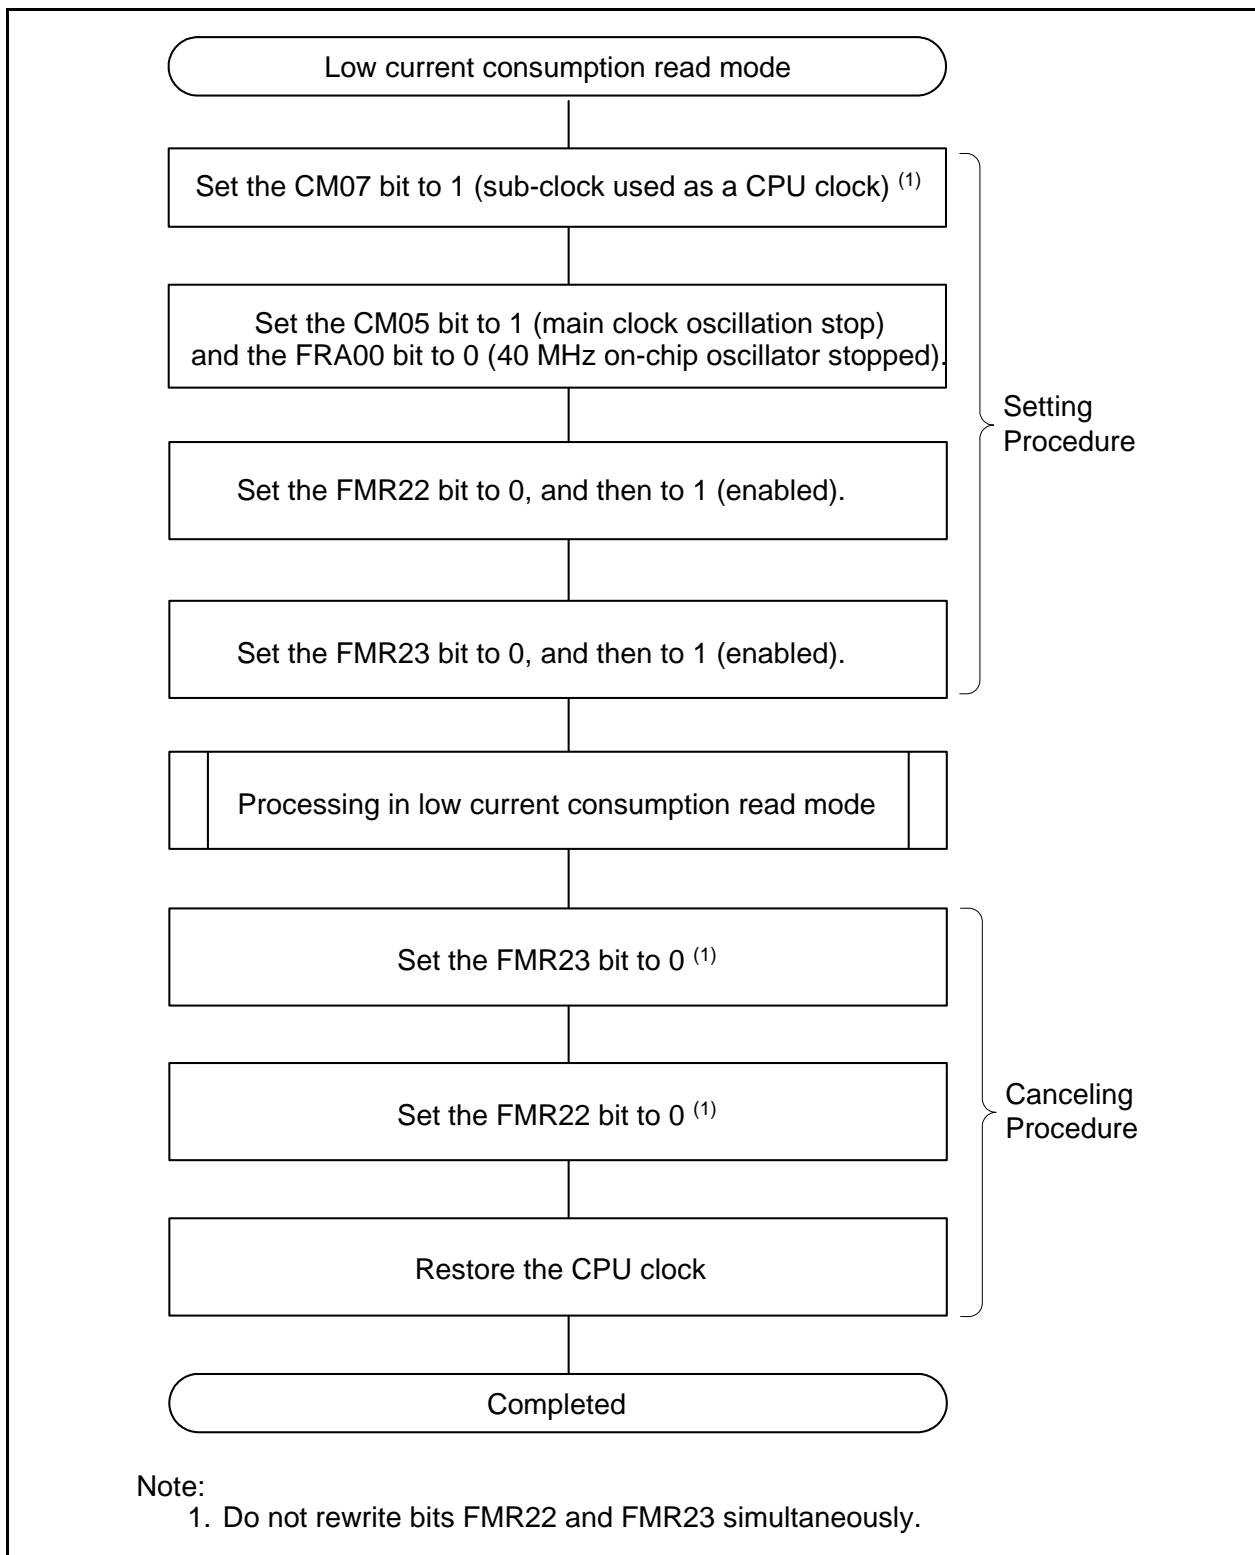 Low current consumption read mode
Set the CM07 bit to 1 (sub-clock used as a CPU clock) (1)
Set the CM05 bit to 1 (main clock oscillation stop)
and the FRA00 bit to 0 (40 MHz on-chip oscillator stopped).
Setting
Procedure
Set the FMR22 bit to 0, and then to 1 (enabled).
Set the FMR23 bit to 0, and then to 1 (enabled).
Processing in low current consumption read mode
Set the FMR23 bit to 0 (1)
Set the FMR22 bit to 0 (1)
Canceling
Procedure
Restore the CPU clock
Completed
Note:
1. Do not rewrite bits FMR22 and FMR23 simultaneously.